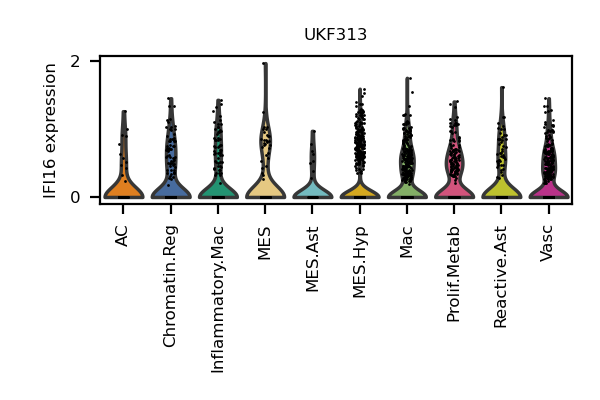 UKF313
IFI16 expression
2
0
AC
Chromatin.Reg
Inflammatory.Mac
MES
MES.Ast
MES.Hyp
Mac
Prolif.Metab
Reactive.Ast
Vasc